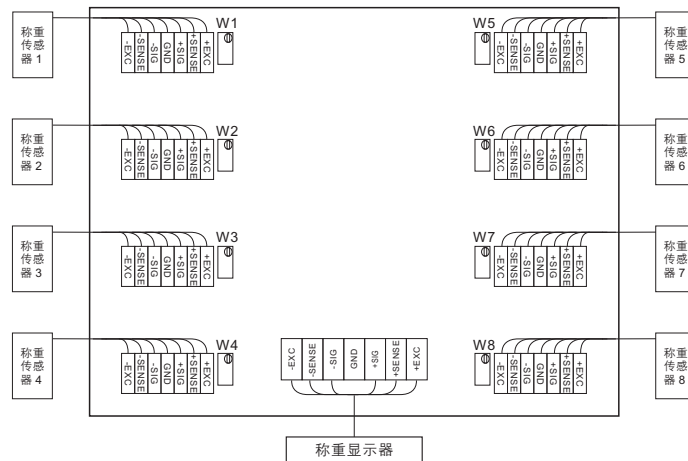 称重
传感
器 1
-EXC
-SENSE
-SIG
GND
+SIG
+SENSE
+EXC
W1
W5
-EXC
-SENSE
-SIG
GND
+SIG
+SENSE
+EXC
称重
传感
器 5
称重
传感
器 2
-EXC
-SENSE
-SIG
GND
+SIG
+SENSE
+EXC
W2
W6
-EXC
-SENSE
-SIG
GND
+SIG
+SENSE
+EXC
称重
传感
器 6
称重
传感
器 3
-EXC
-SENSE
-SIG
GND
+SIG
+SENSE
+EXC
W3
W7
-EXC
-SENSE
-SIG
GND
+SIG
+SENSE
+EXC
称重
传感
器 7
称重
传感
器 4
-EXC
-SENSE
-SIG
GND
+SIG
+SENSE
+EXC
W4
-EXC
-SENSE
-SIG
GND
+SIG
+SENSE
+EXC
W8
-EXC
-SENSE
-SIG
GND
+SIG
+SENSE
+EXC
称重
传感
器 8
称重显示器